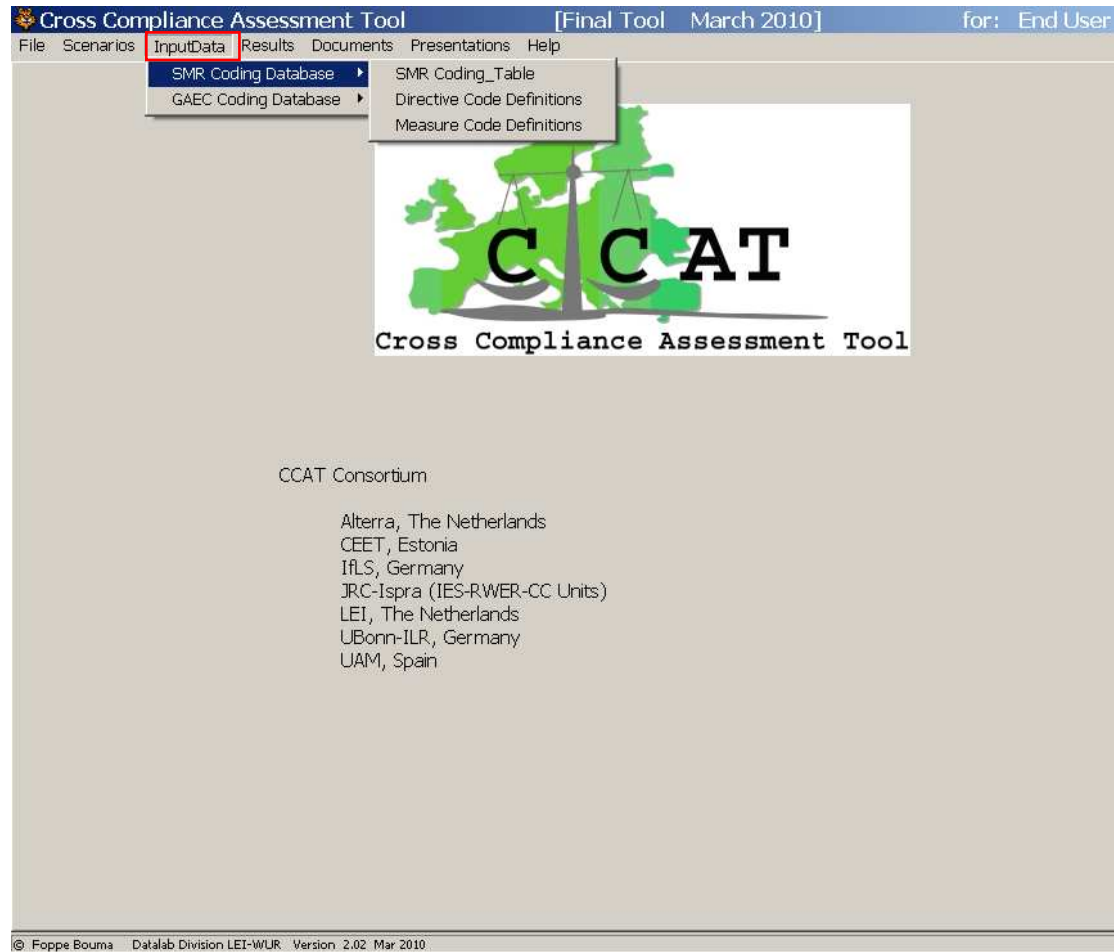 Cross Compliance Assessment Tool [Final Tool March 2010] for: End User
File Scenarios InputData Results Documents Presentations Help
SMR Coding Database SMR Coding_Table
GAEC Coding Database Directive Code Definitions
Measure Code Definitions
CCAT
Cross Compliance Assessment Tool
CCAT Consortium
Alterra, The Netherlands
CEET, Estonia
IfLS, Germany
JRC-Ispra (IES-RWER-CC Units)
LEI, The Netherlands
UBonn-ILR, Germany
UAM, Spain
© Foppe Bouma Datalab Division LEI-WUR Version 2.02 Mar 2010